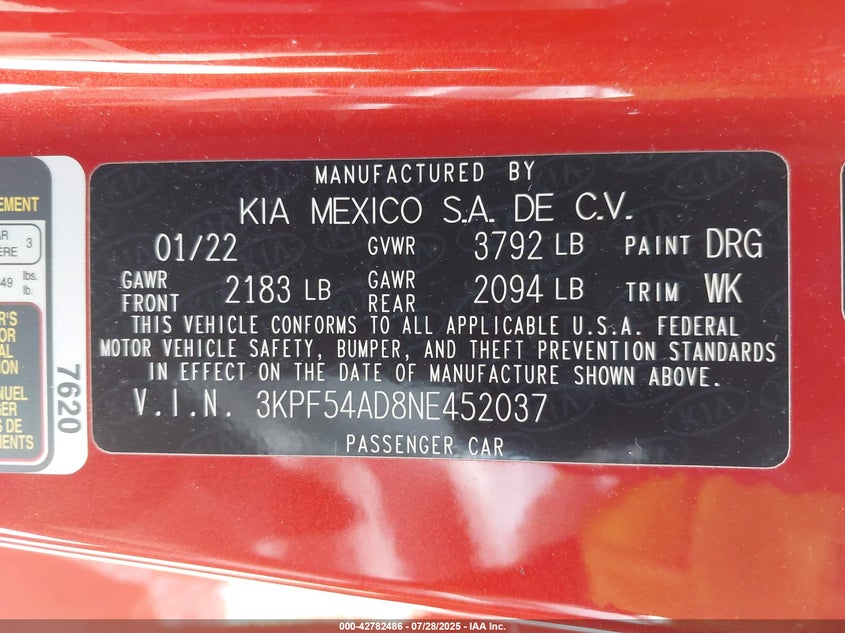 MANUFACTURED BY
KIA MEXICO S.A. DE C.V.
01/22 GVWR 3792 LB PAINT DRG
GAWR FRONT 2183 LB GAWR REAR 2094 LB TRIM WK
THIS VEHICLE CONFORMS TO ALL APPLICABLE U.S.A. FEDERAL
MOTOR VEHICLE SAFETY, BUMPER, AND THEFT PREVENTION STANDARDS
IN EFFECT ON THE DATE OF MANUFACTURE SHOWN ABOVE.
V.I.N. 3KPF54AD8NE452037
PASSENGER CAR
3
lbs.
lb.
7620
000-42782486 - 07/28/2025 - IAA Inc.